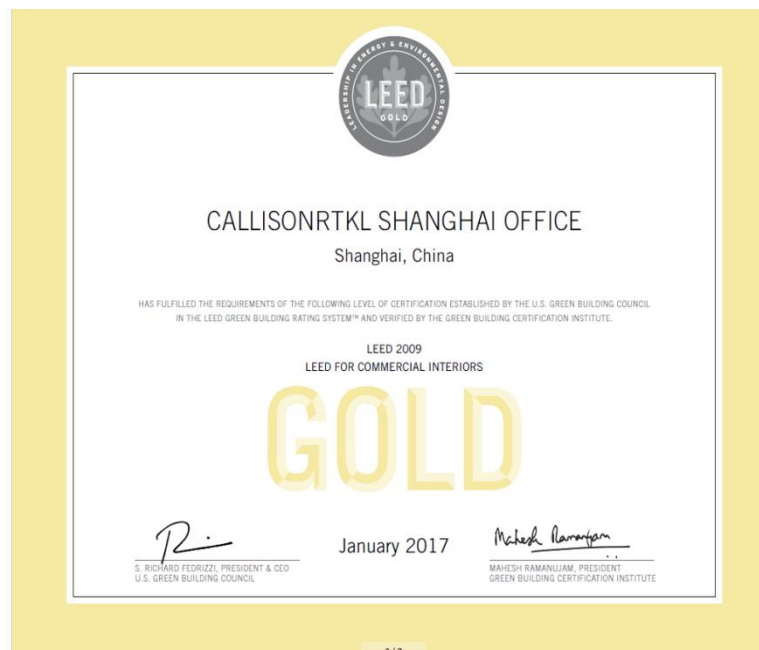 LEADERSHIP IN ENERGY & ENVIRONMENTAL DESIGN
LEED
GOLD
CALLISONRTKL SHANGHAI OFFICE
Shanghai, China
HAS FULFILLED THE REQUIREMENTS OF THE FOLLOWING LEVEL OF CERTIFICATION ESTABLISHED BY THE U.S. GREEN BUILDING COUNCIL
IN THE LEED GREEN BUILDING RATING SYSTEM™ AND VERIFIED BY THE GREEN BUILDING CERTIFICATION INSTITUTE.
LEED 2009
LEED FOR COMMERCIAL INTERIORS
GOLD
January 2017
Mahesh Ramanujam
S. RICHARD FEDRIZZI, PRESIDENT & CEO
U.S. GREEN BUILDING COUNCIL
MAHESH RAMANUJAM, PRESIDENT
GREEN BUILDING CERTIFICATION INSTITUTE